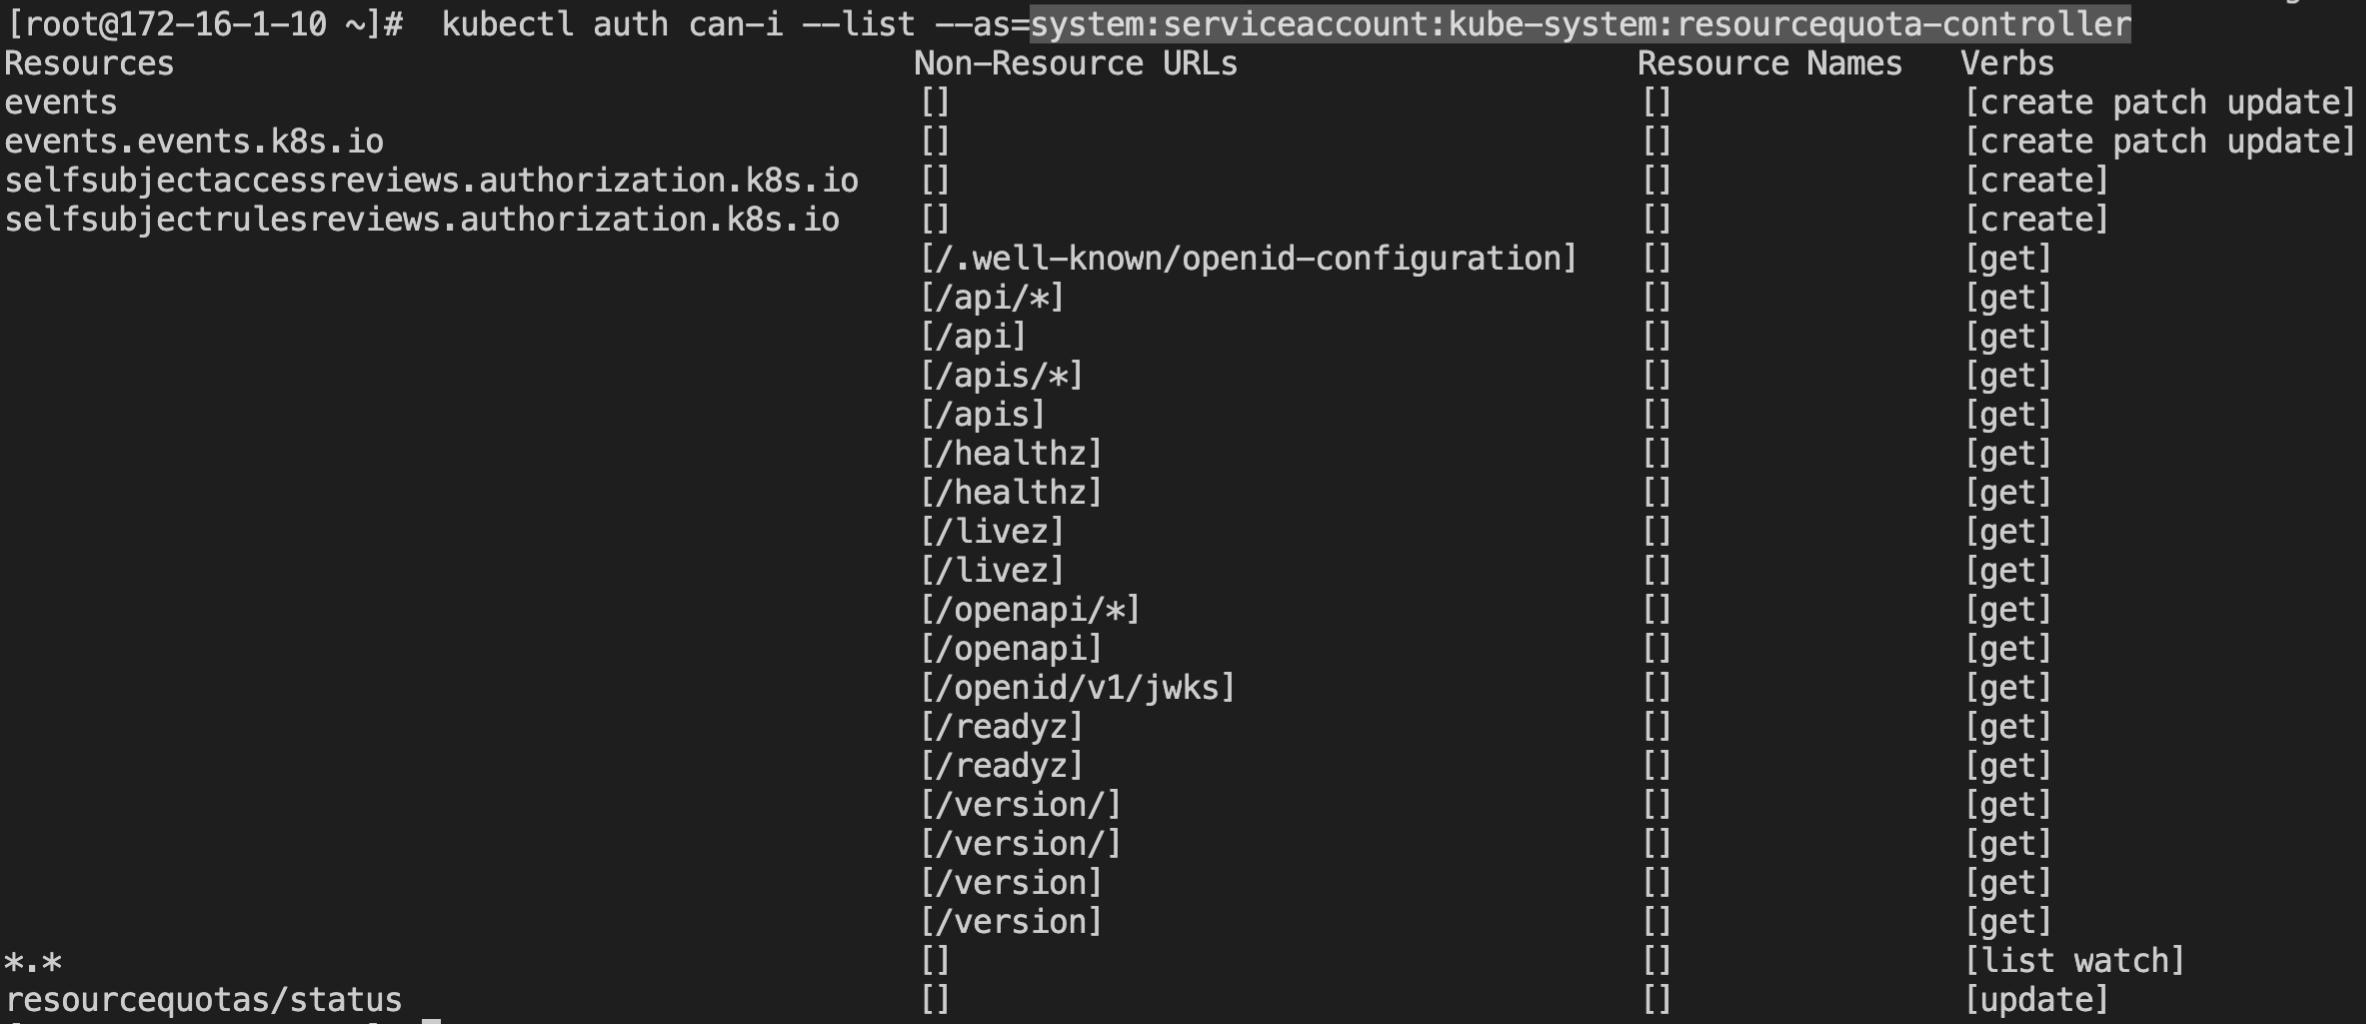 [root@172-16-1-10 ~]#  kubectl auth can-i --list --as=system:serviceaccount:kube-system:resourcequota-controller
Resources Non-Resource URLs Resource Names Verbs
events [] [] [create patch update]
events.events.k8s.io [] [] [create patch update]
selfsubjectaccessreviews.authorization.k8s.io [] [] [create]
selfsubjectrulesreviews.authorization.k8s.io [] [] [create]
[/.well-known/openid-configuration] [] [get]
[/api/*] [] [get]
[/api] [] [get]
[/apis/*] [] [get]
[/apis] [] [get]
[/healthz] [] [get]
[/healthz] [] [get]
[/livez] [] [get]
[/livez] [] [get]
[/openapi/*] [] [get]
[/openapi] [] [get]
[/openid/v1/jwks] [] [get]
[/readyz] [] [get]
[/readyz] [] [get]
[/version/] [] [get]
[/version/] [] [get]
[/version] [] [get]
[/version] [] [get]
*.* [] [] [list watch]
resourcequotas/status [] [] [update]